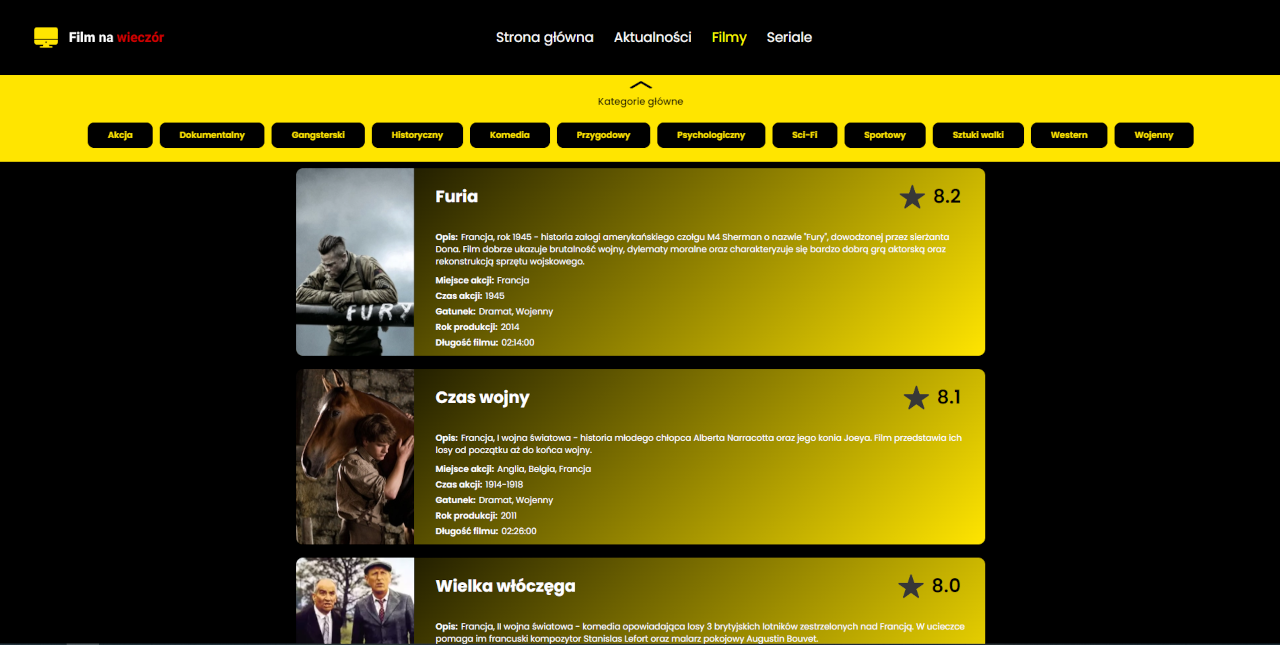 Film na wieczór
Strona główna Aktualności Filmy Seriale
Kategorie główne
Akcja Dokumentalny Gangsterski Historyczny Komedia Przygodowy Psychologiczny Sci-Fi Sportowy Sztuki walki Western Wojenny
Furia
8.2
Opis: Francja, rok 1945 - historia załogi amerykańskiego czołgu M4 Sherman o nazwie "Fury", dowodzonej przez sierżanta
Dona. Film dobrze ukazuje brutalność wojny, dylematy moralne oraz charakteryzuje się bardzo dobrą grą aktorską oraz
rekonstrukcją sprzętu wojskowego.
Miejsce akcji: Francja
Czas akcji: 1945
Gatunek: Dramat, Wojenny
Rok produkcji: 2014
Długość filmu: 02:14:00
FURY
Czas wojny
8.1
Opis: Francja, I wojna światowa - historia młodego chłopca Alberta Narracotta oraz jego konia Joeya. Film przedstawia ich
losy od początku aż do końca wojny.
Miejsce akcji: Anglia, Belgia, Francja
Czas akcji: 1914-1918
Gatunek: Dramat, Wojenny
Rok produkcji: 2011
Długość filmu: 02:26:00
Wielka włóczęga
8.0
Opis: Francja, II wojna światowa - komedia opowiadająca losy 3 brytyjskich lotników zestrzelonych nad Francją. W ucieczce
pomaga im francuski kompozytor Stanislas Lefort oraz malarz pokojowy Augustin Bouvet.